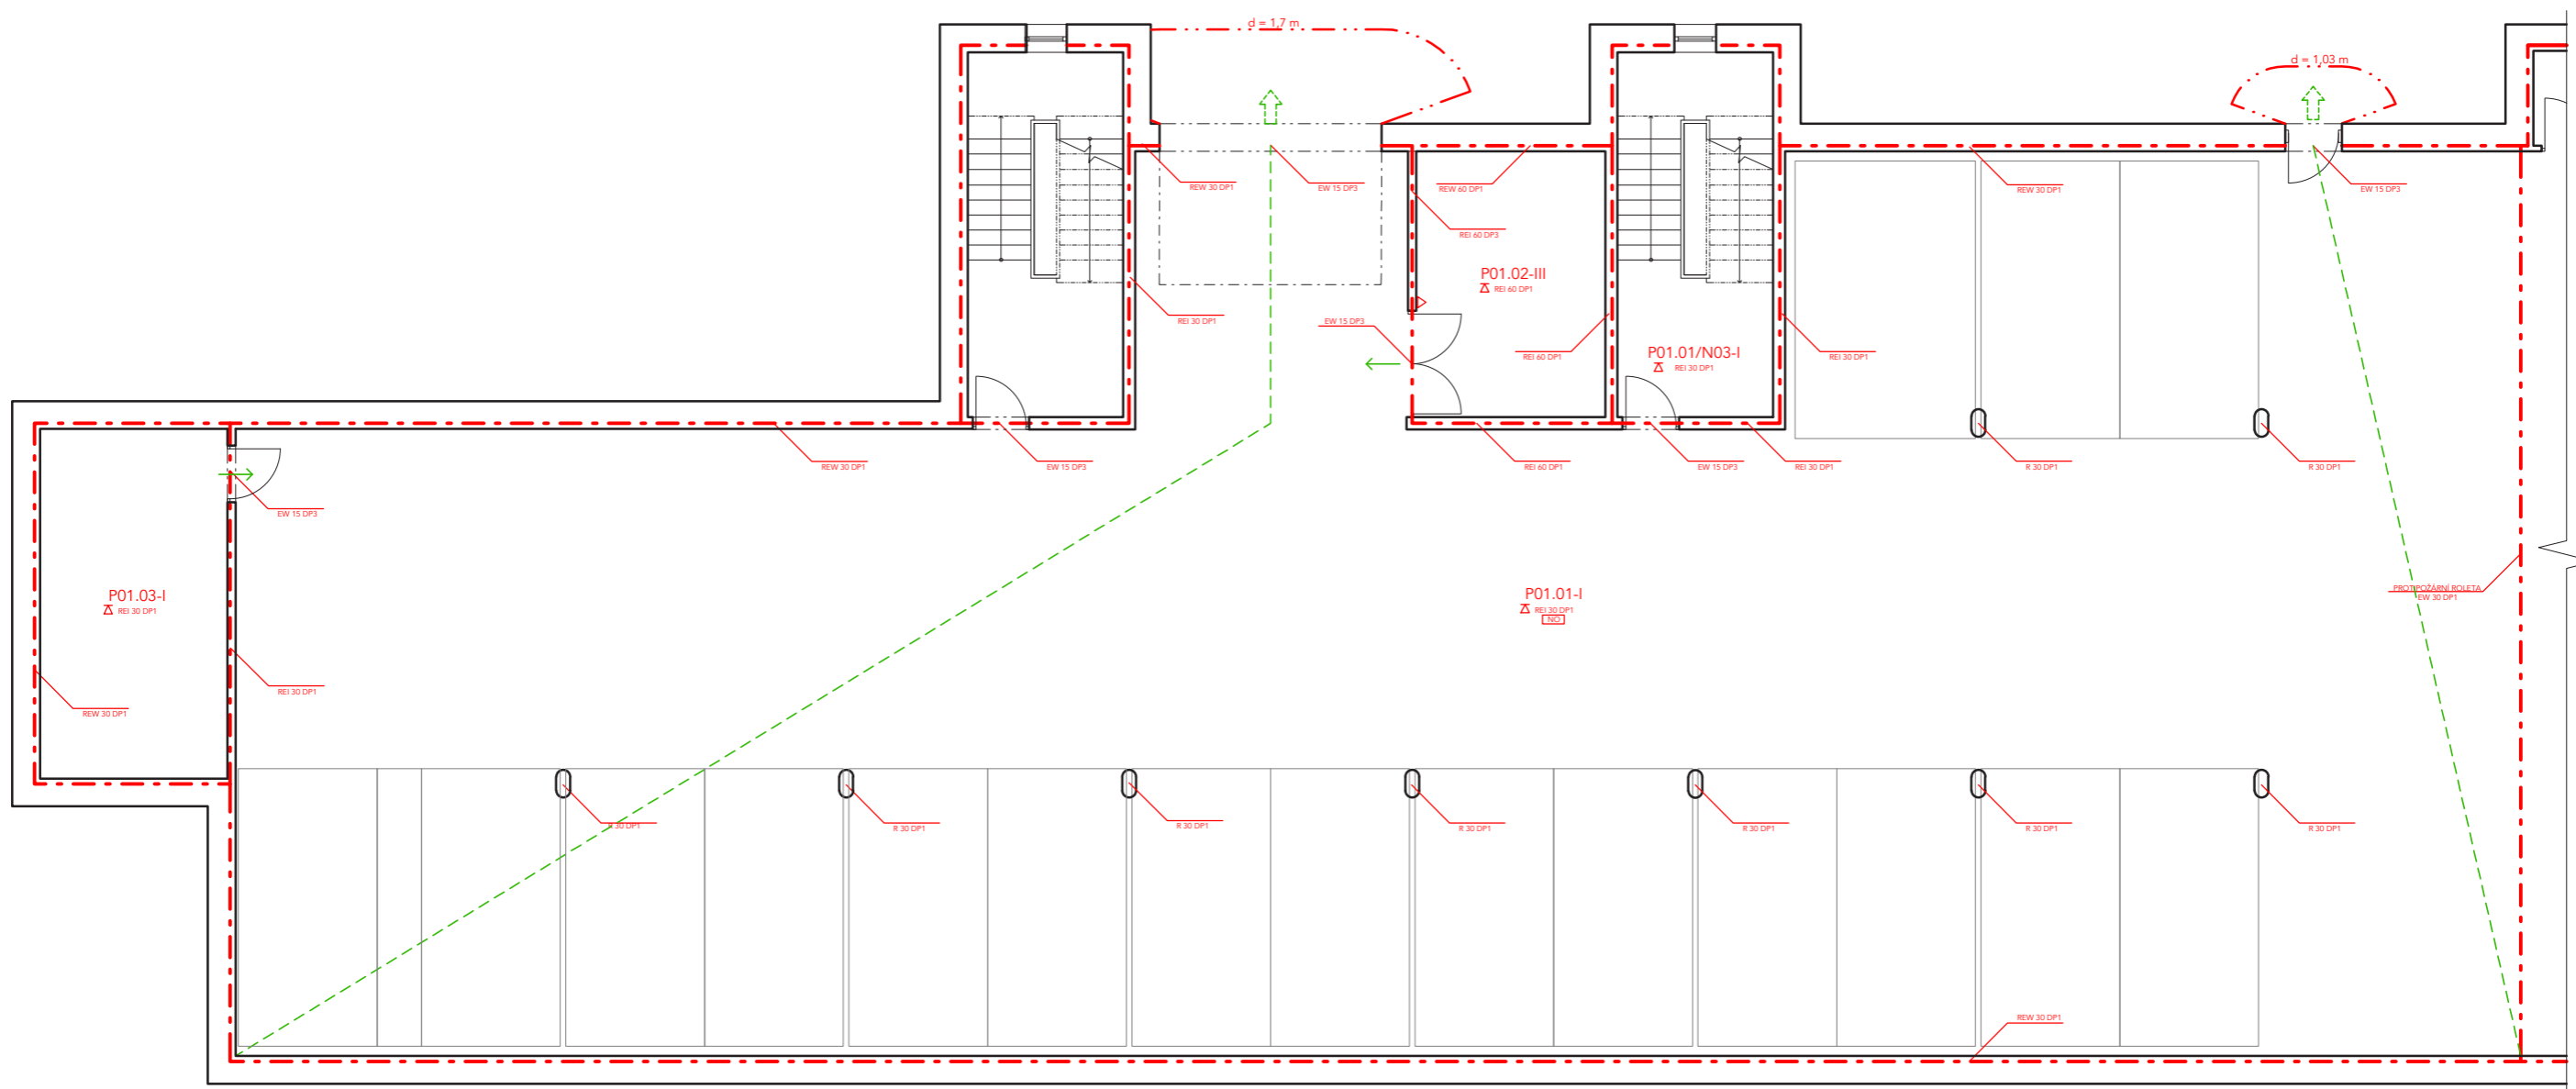 d = 1,7 m
d = 1,03 m
REW 30 DP1
EW 15 DP3
REW 60 DP1
REW 30 DP1
EW 15 DP3
REI 60 DP3
P01.02-III
REI 60 DP1
REI 30 DP1
EW 15 DP3
REI 60 DP1
P01.01/N03-I
REI 30 DP1
REI 30 DP1
REW 30 DP1
EW 15 DP3
REI 60 DP1
EW 15 DP3
REI 30 DP1
R 30 DP1
R 30 DP1
EW 15 DP3
P01.03-I
REI 30 DP1
P01.01-I
REI 30 DP1
NO
PROTIPOŽÁRNÍ ROLETA
EW 30 DP1
REI 30 DP1
REW 30 DP1
R 30 DP1
R 30 DP1
R 30 DP1
R 30 DP1
R 30 DP1
R 30 DP1
R 30 DP1
REW 30 DP1